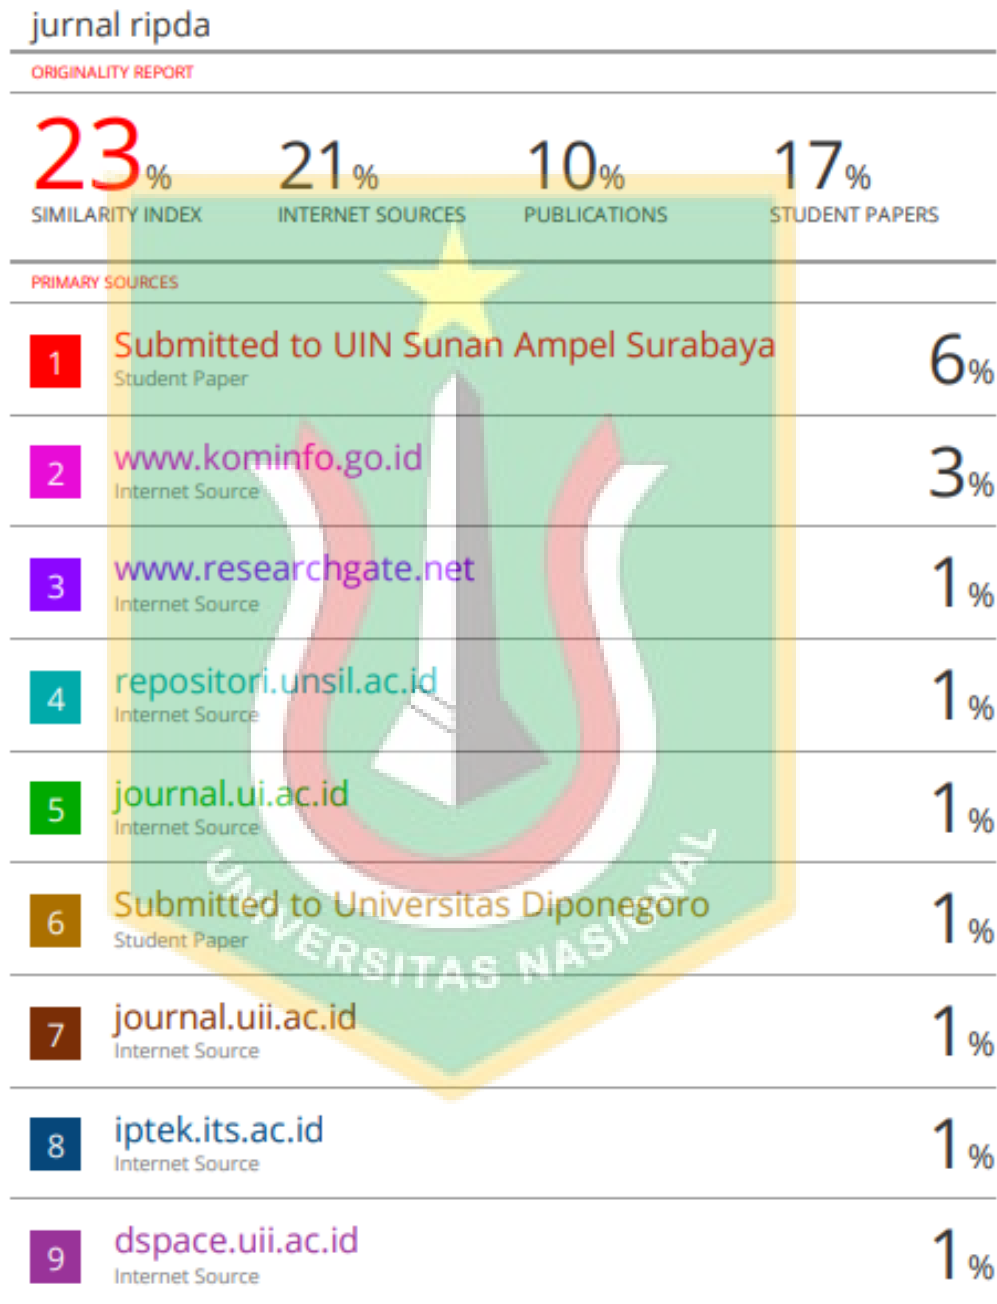 jurnal ripda
ORIGINALITY REPORT
23% 21% 10% 17%
SIMILARITY INDEX INTERNET SOURCES PUBLICATIONS STUDENT PAPERS
PRIMARY SOURCES
1 Submitted to UIN Sunan Ampel Surabaya 6%
Student Paper
2 www.kominfo.go.id 3%
Internet Source
3 www.researchgate.net 1%
Internet Source
4 repositori.unsil.ac.id 1%
Internet Source
5 journal.ui.ac.id 1%
Internet Source
6 Submitted to Universitas Diponegoro 1%
Student Paper
7 journal.uii.ac.id 1%
Internet Source
8 iptek.its.ac.id 1%
Internet Source
9 dspace.uii.ac.id 1%
Internet Source
UNIVERSITAS NASIONAL